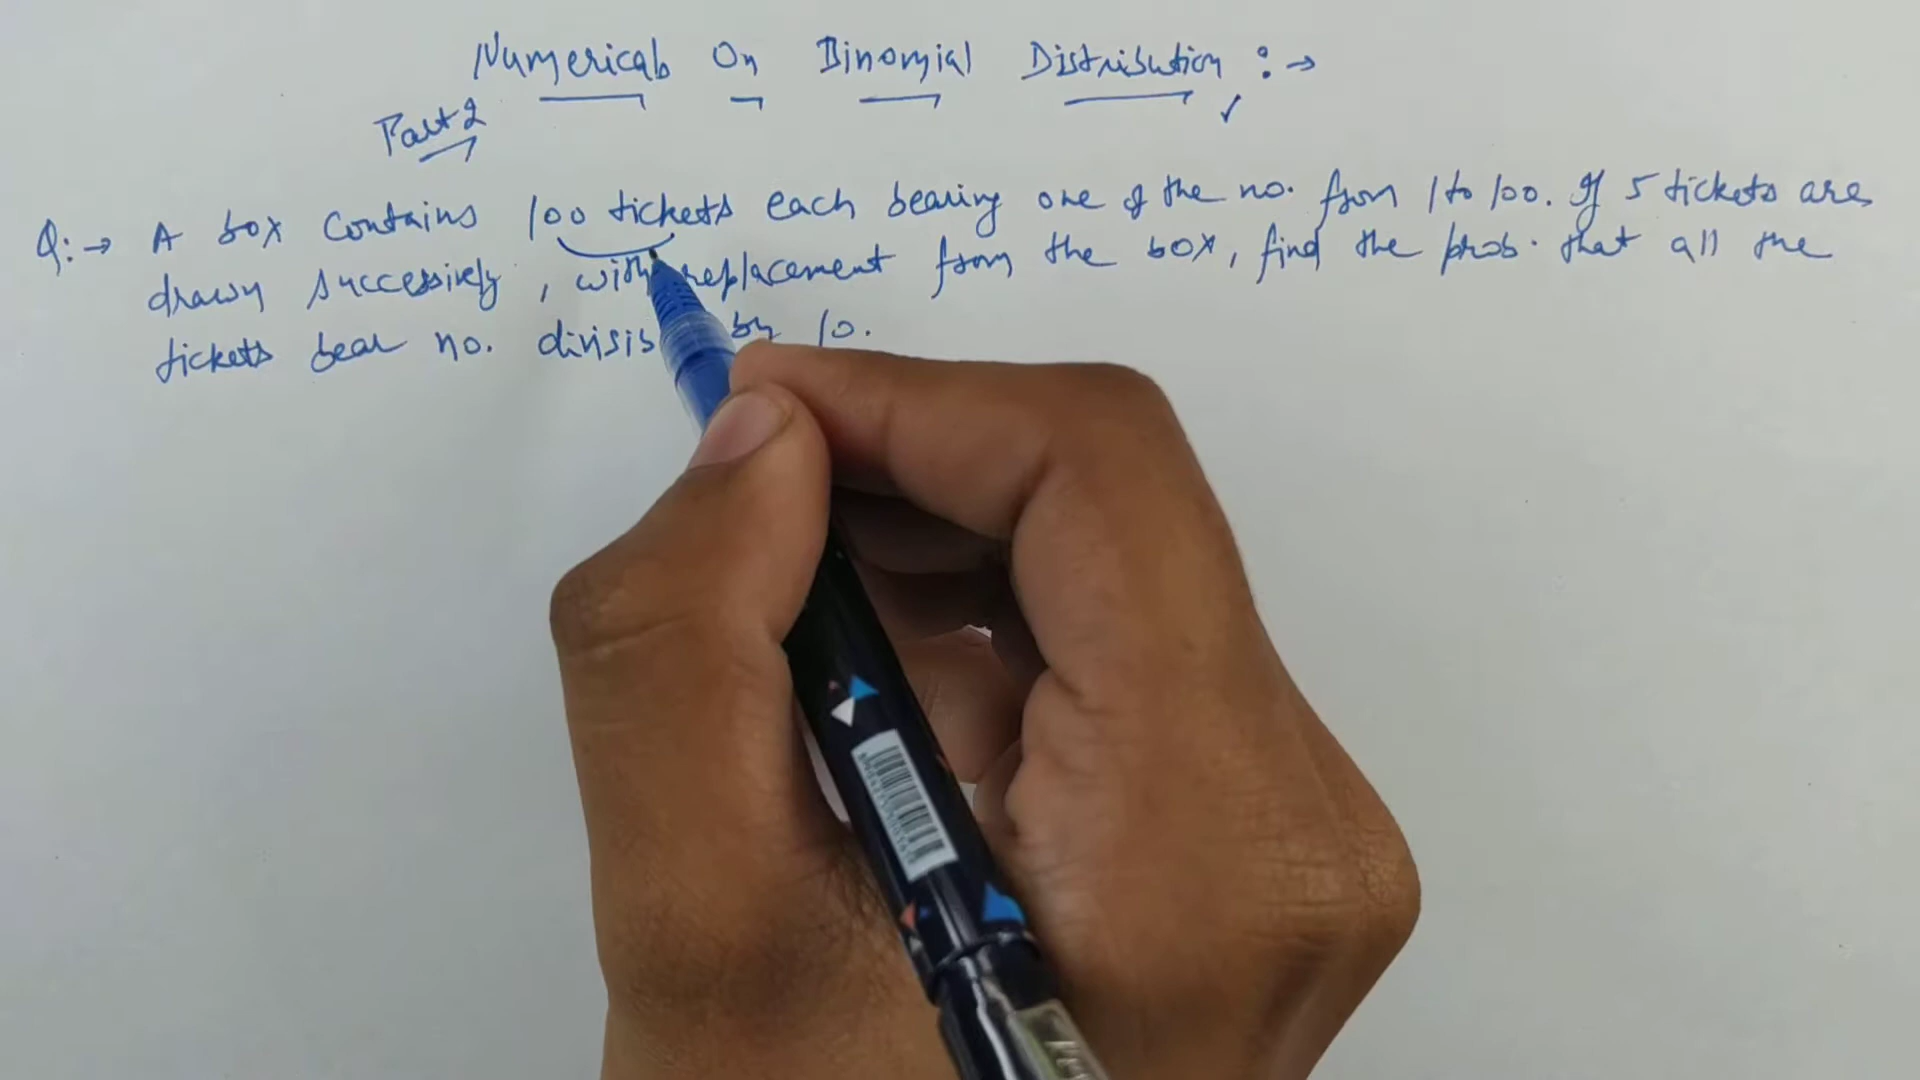 Numericals On Binomial Distribution :→
Part 2
Q:→ A box contains 100 tickets each bearing one of the no. from 1 to 100. If 5 tickets are
drawn successively, with replacement from the box, find the prob. that all the
tickets bear no. divisib by 10.